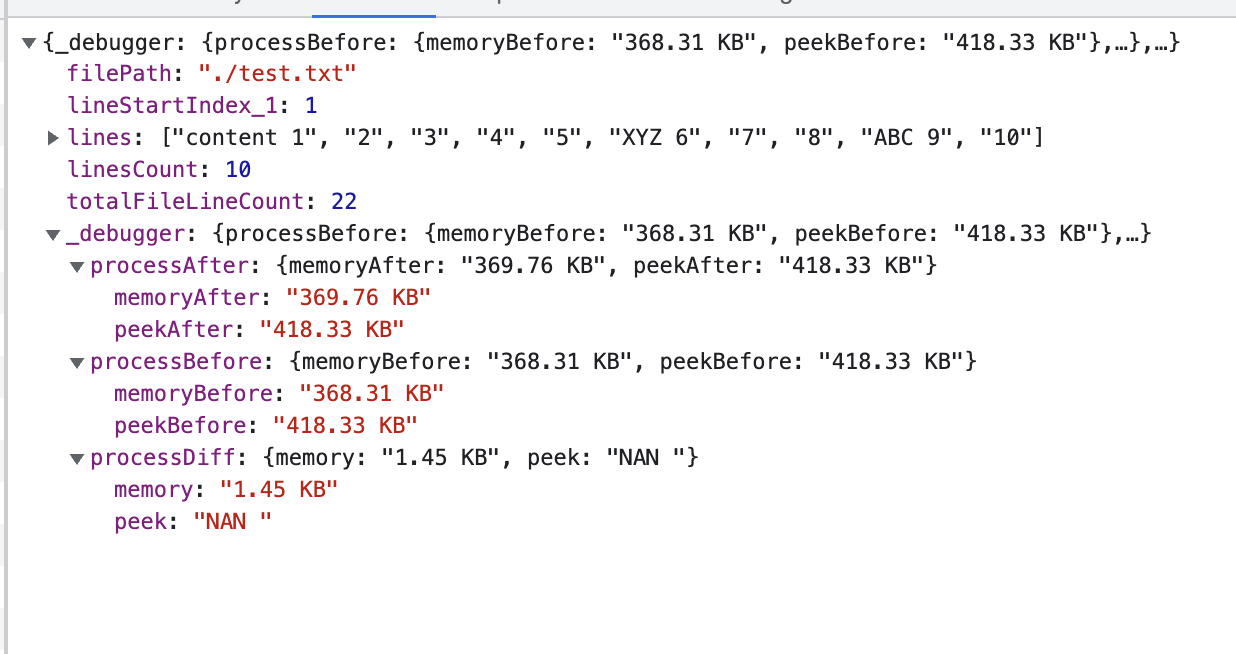 {_debugger: {processBefore: {memoryBefore: "368.31 KB", peekBefore: "418.33 KB"},…},…}
filePath: "./test.txt"
lineStartIndex_1: 1
lines: ["content 1", "2", "3", "4", "5", "XYZ 6", "7", "8", "ABC 9", "10"]
linesCount: 10
totalFileLineCount: 22
_debugger: {processBefore: {memoryBefore: "368.31 KB", peekBefore: "418.33 KB"},…}
processAfter: {memoryAfter: "369.76 KB", peekAfter: "418.33 KB"}
memoryAfter: "369.76 KB"
peekAfter: "418.33 KB"
processBefore: {memoryBefore: "368.31 KB", peekBefore: "418.33 KB"}
memoryBefore: "368.31 KB"
peekBefore: "418.33 KB"
processDiff: {memory: "1.45 KB", peek: "NAN "}
memory: "1.45 KB"
peek: "NAN "